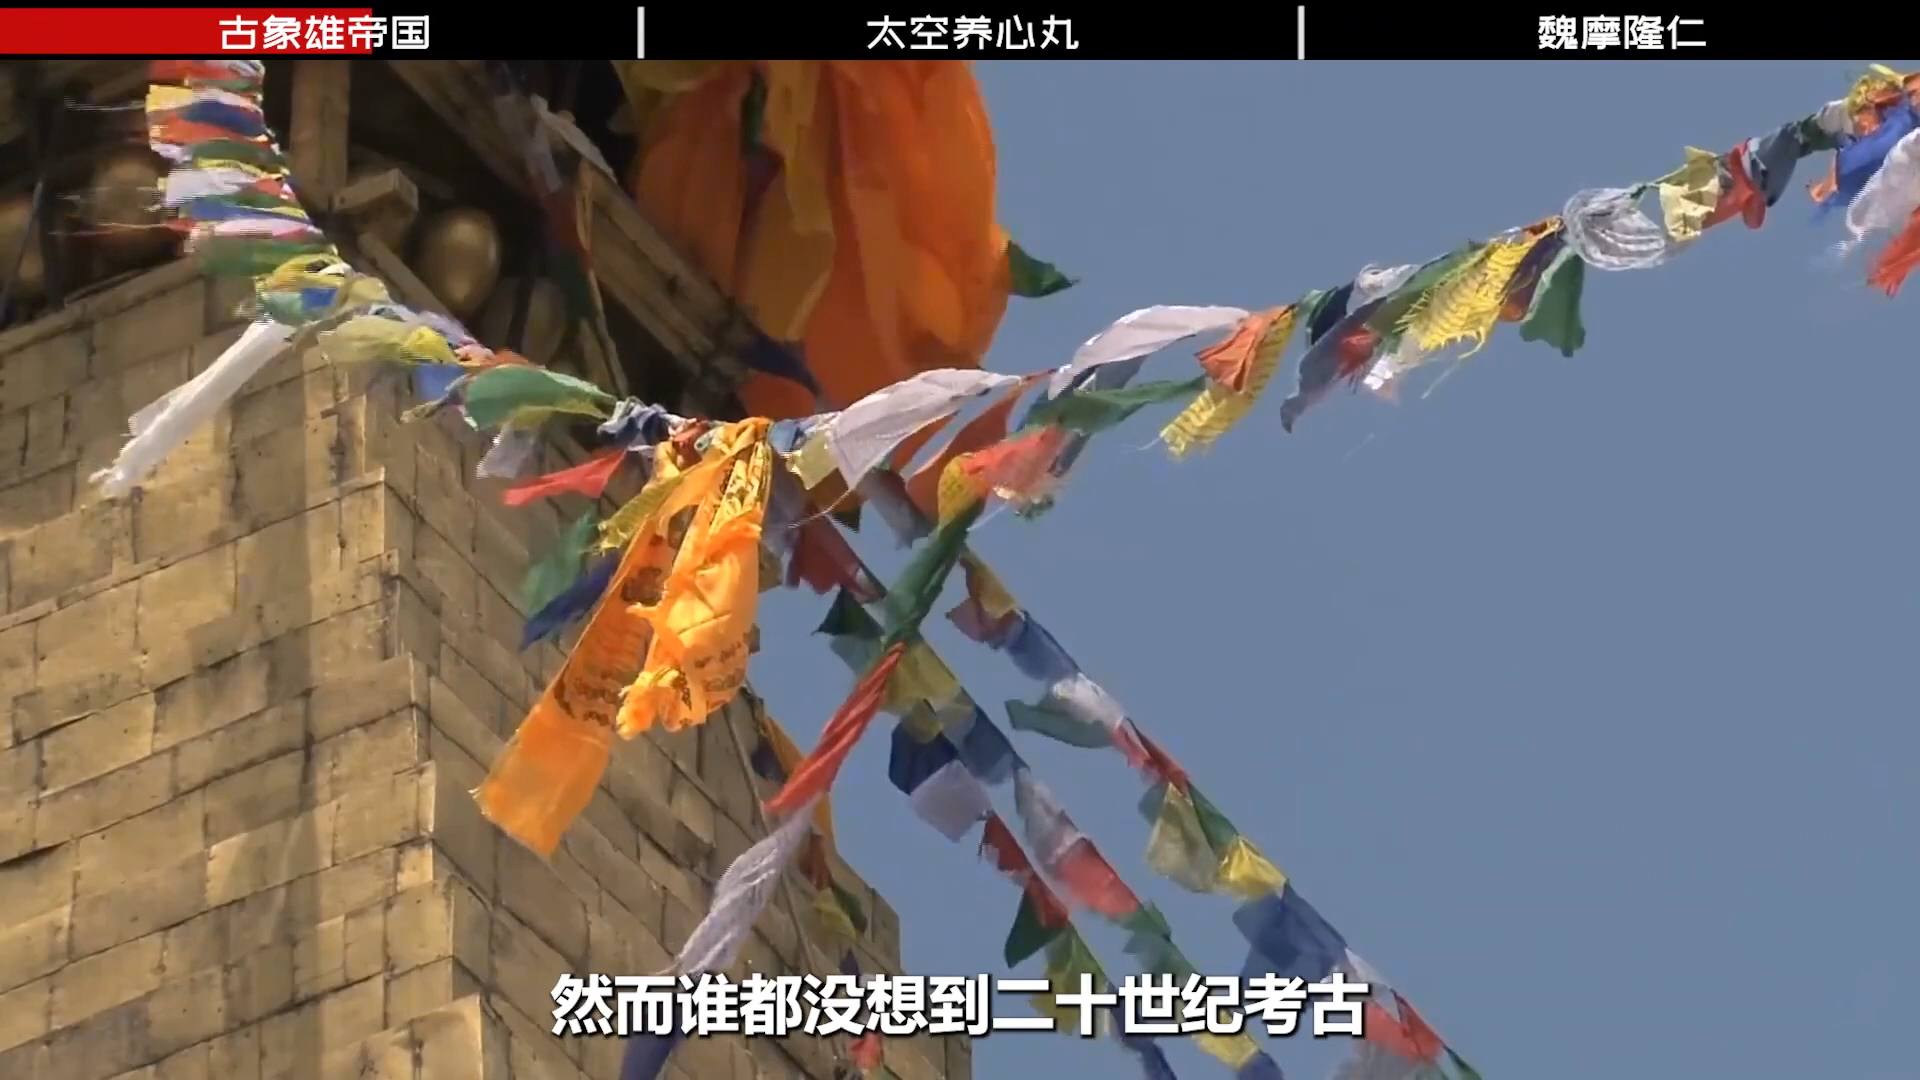 古象雄帝国
太空养心丸
魏摩隆仁
然而谁都没想到二十世纪考古